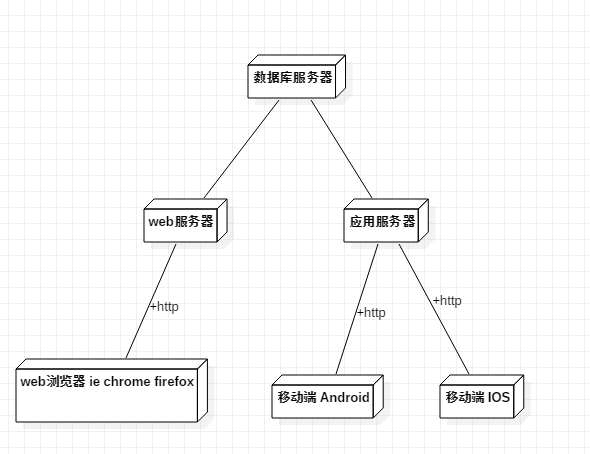 数据库服务器
web服务器
应用服务器
+http
+http
+http
web浏览器 ie chrome firefox
移动端 Android
移动端 IOS